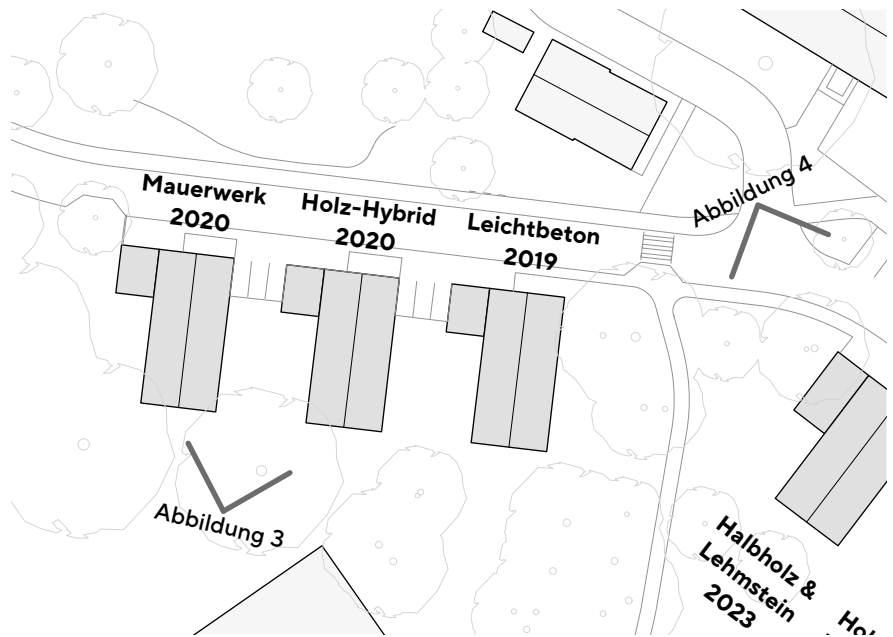 Abbildung 4
Mauerwerk
2020
Holz-Hybrid
2020
Leichtbeton
2019
Abbildung 3
Halbholz &
Lehmstein
2023